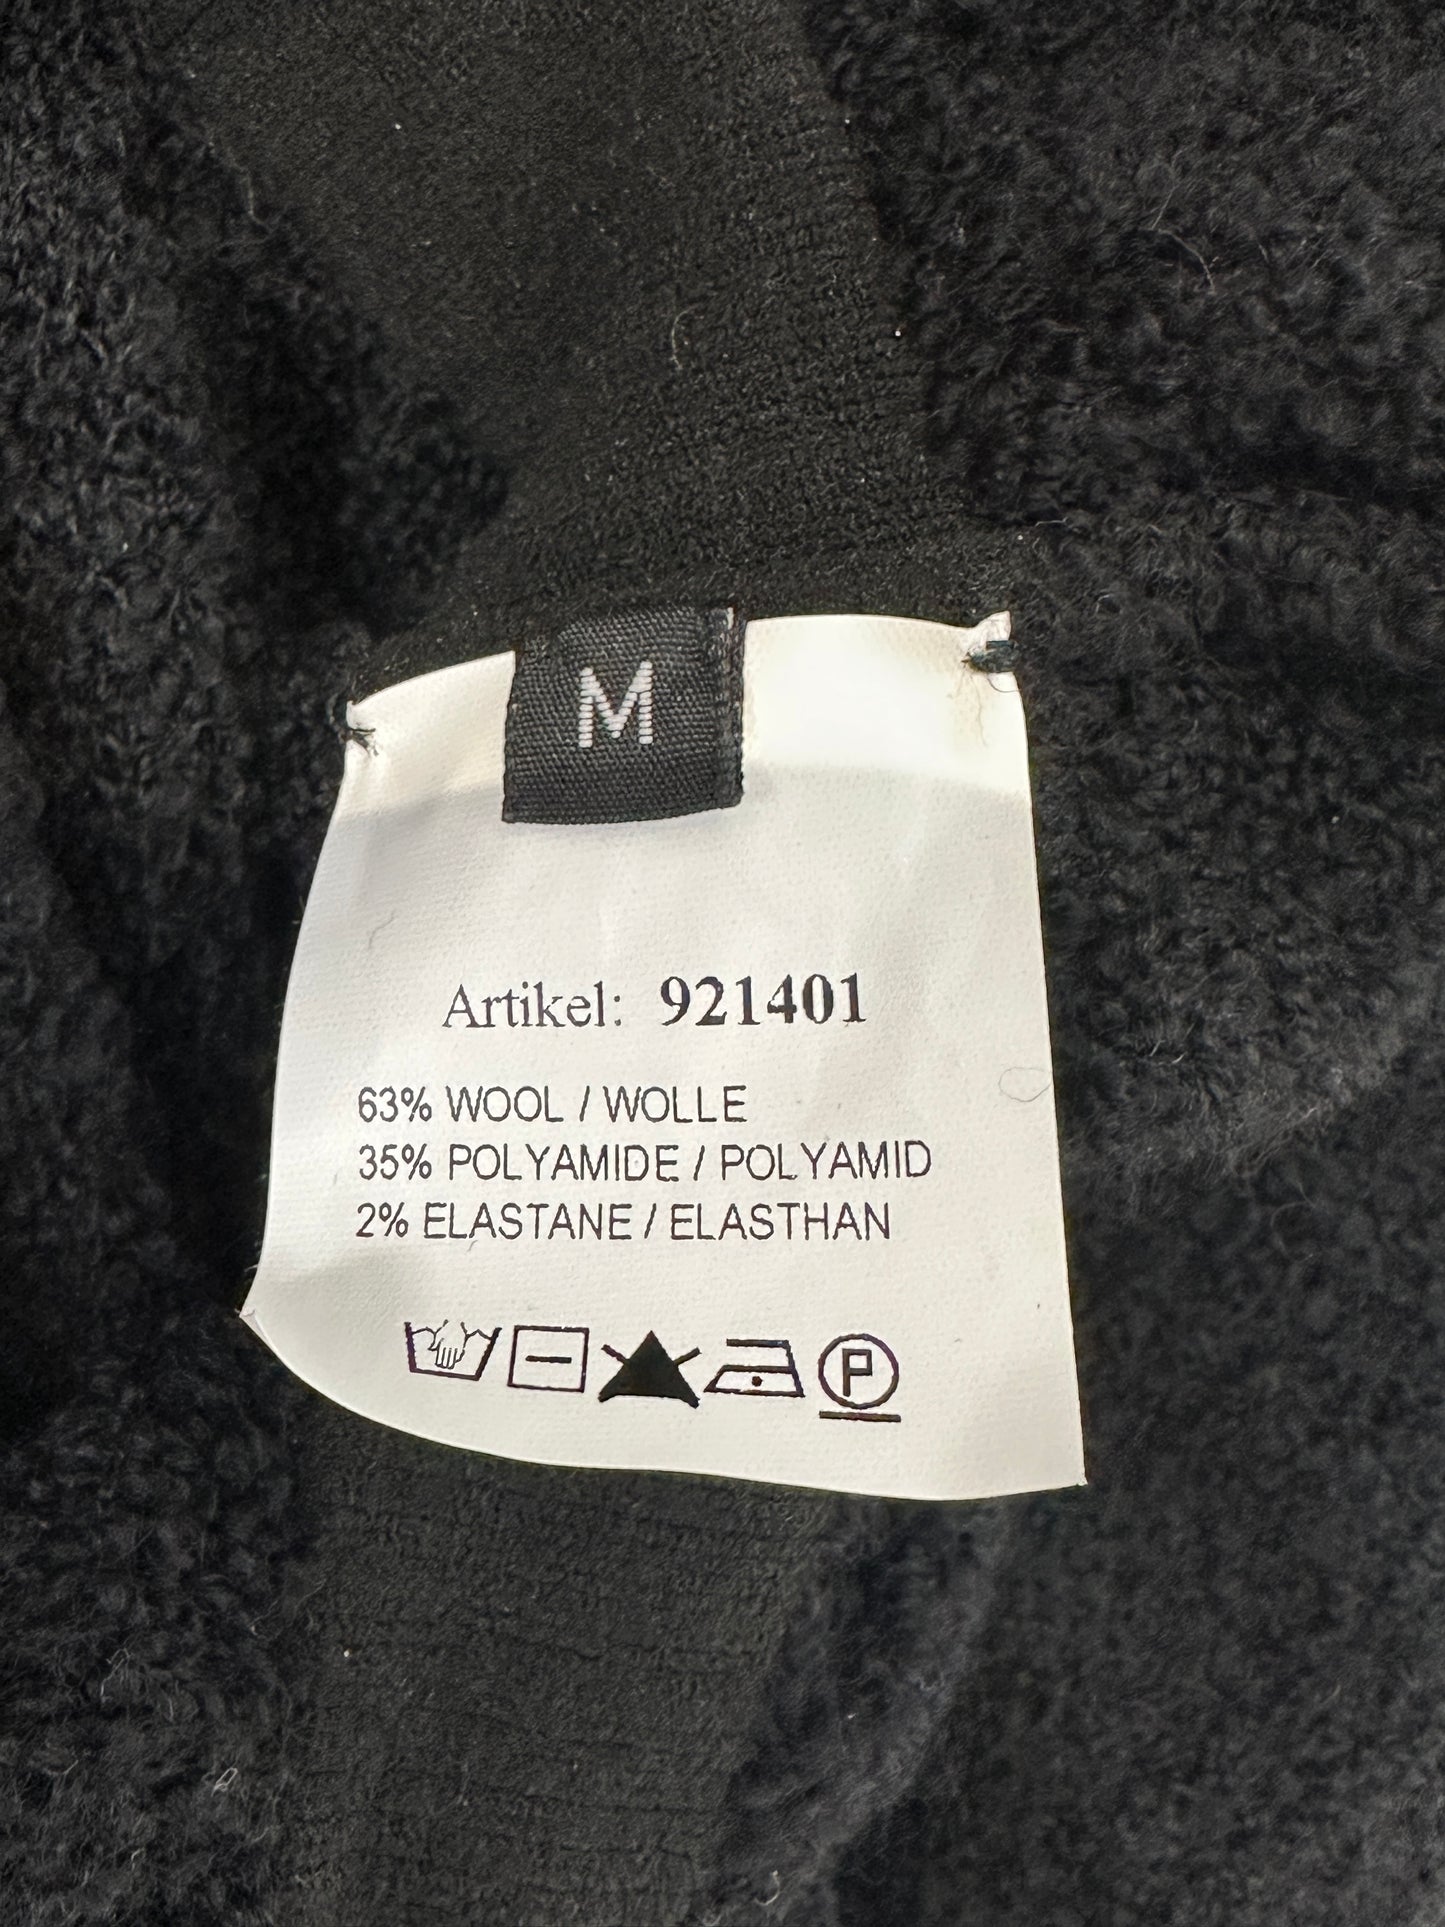 M
Artikel: 921401
63% WOOL / WOLLE
35% POLYAMIDE / POLYAMID
2% ELASTANE / ELASTHAN
P